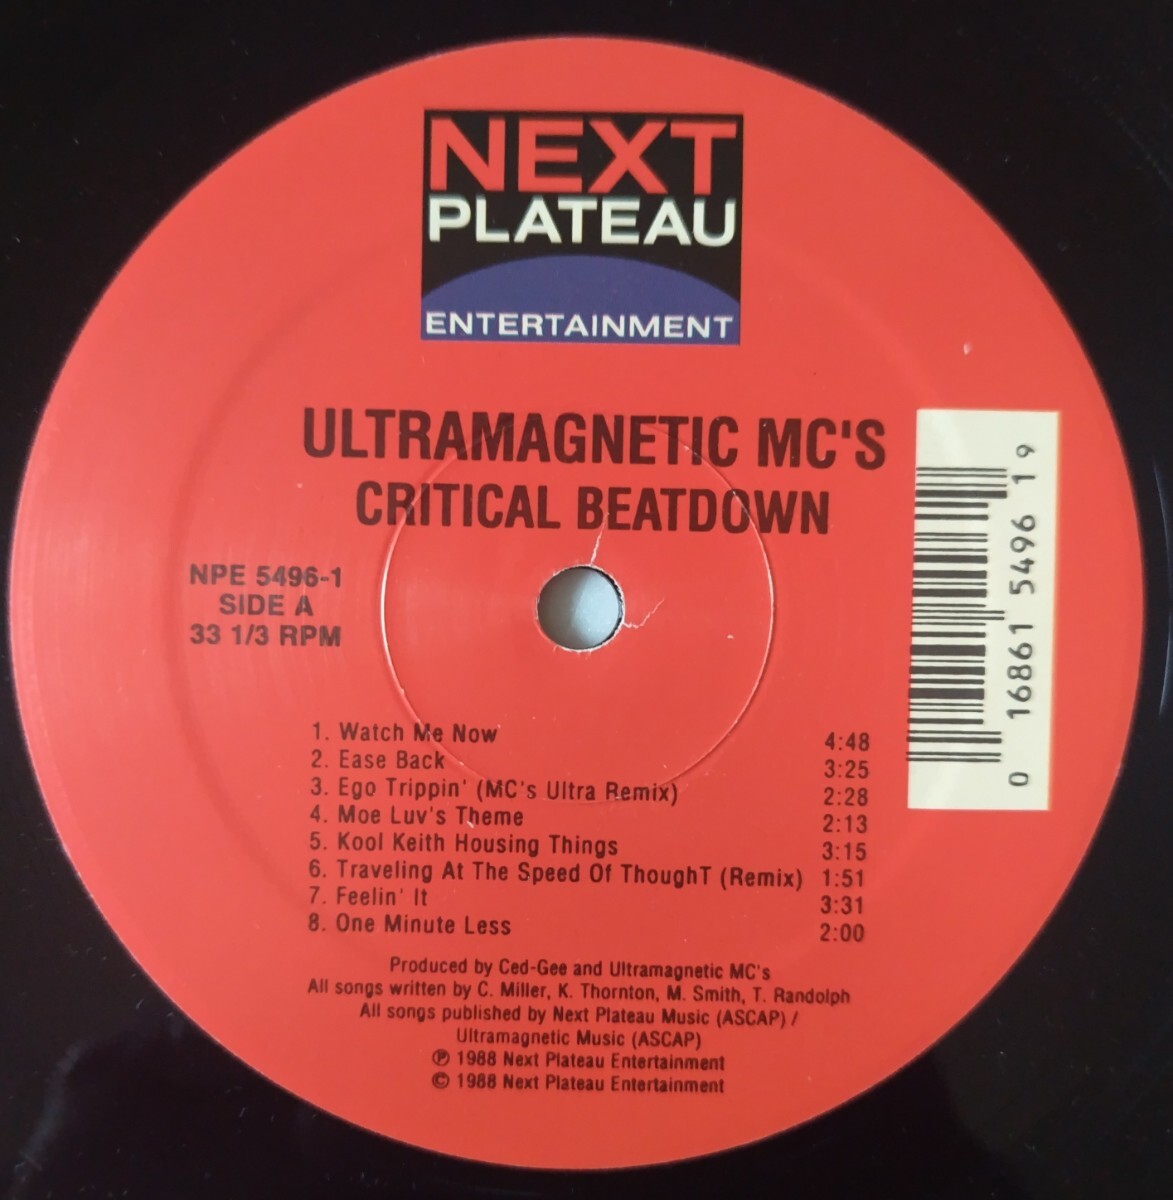 NEXT
PLATEAU
ENTERTAINMENT
ULTRAMAGNETIC MC'S
CRITICAL BEATDOWN
NPE 5496-1
SIDE A
33 1/3 RPM
0 16861 5496 1 9
1. Watch Me Now 4:48
2. Ease Back 3:25
3. Ego Trippin' (MC's Ultra Remix) 2:28
4. Moe Luv's Theme 2:13
5. Kool Keith Housing Things 3:15
6. Traveling At The Speed Of ThoughT (Remix) 1:51
7. Feelin' It 3:31
8. One Minute Less 2:00
Produced by Ced-Gee and Ultramagnetic MC's
All songs written by C. Miller, K. Thornton, M. Smith, T. Randolph
All songs published by Next Plateau Music (ASCAP) /
Ultramagnetic Music (ASCAP)
℗ 1988 Next Plateau Entertainment
© 1988 Next Plateau Entertainment